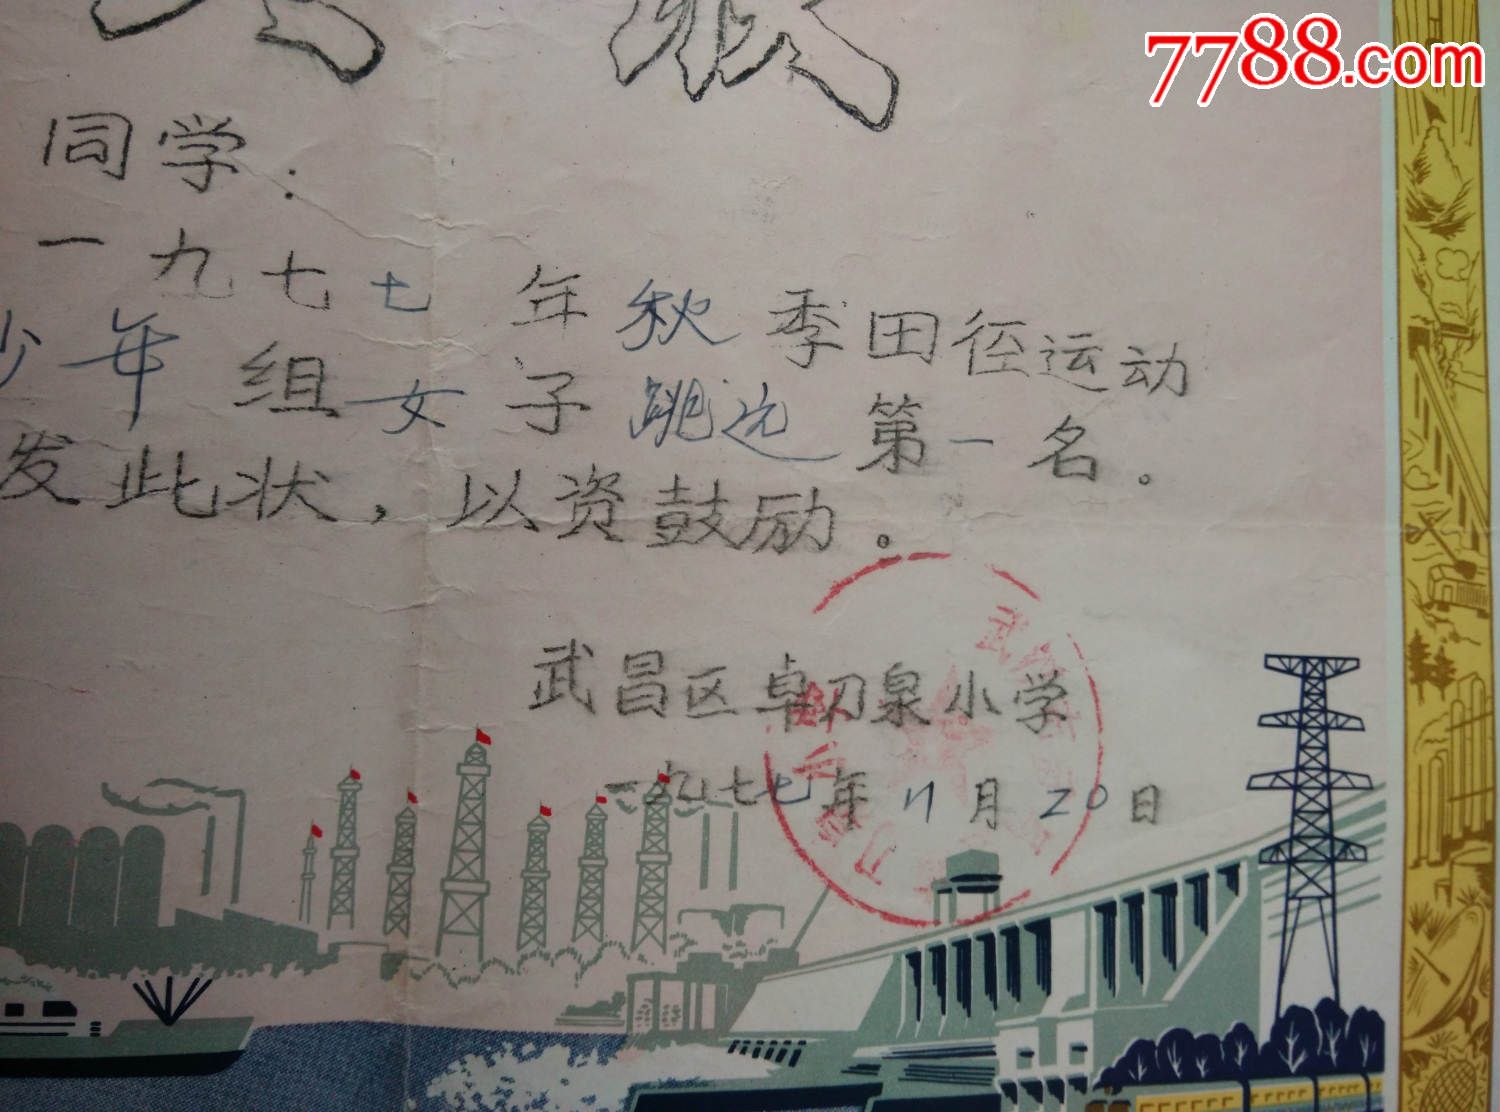 7788.com
同学：
一九七七年秋季田径运动
少年组女子跳远第一名。
发此状，以资鼓励。
武昌区卓刀泉小学
一九七七年11月20日